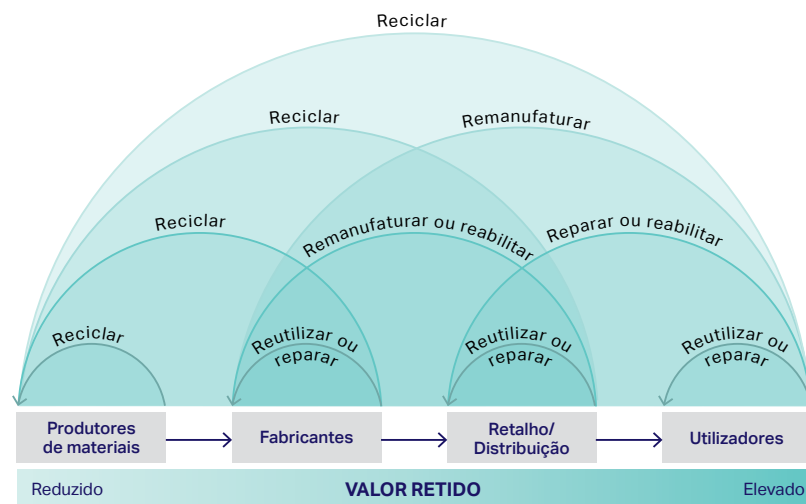 Reciclar
Reciclar
Remanufaturar
Reciclar
Remanufaturar ou reabilitar
Reparar ou reabilitar
Reciclar
Reutilizar ou
reparar
Reutilizar ou
reparar
Reutilizar ou
reparar
Produtores
de materiais
Fabricantes
Retalho/
Distribuição
Utilizadores
Reduzido
VALOR RETIDO
Elevado